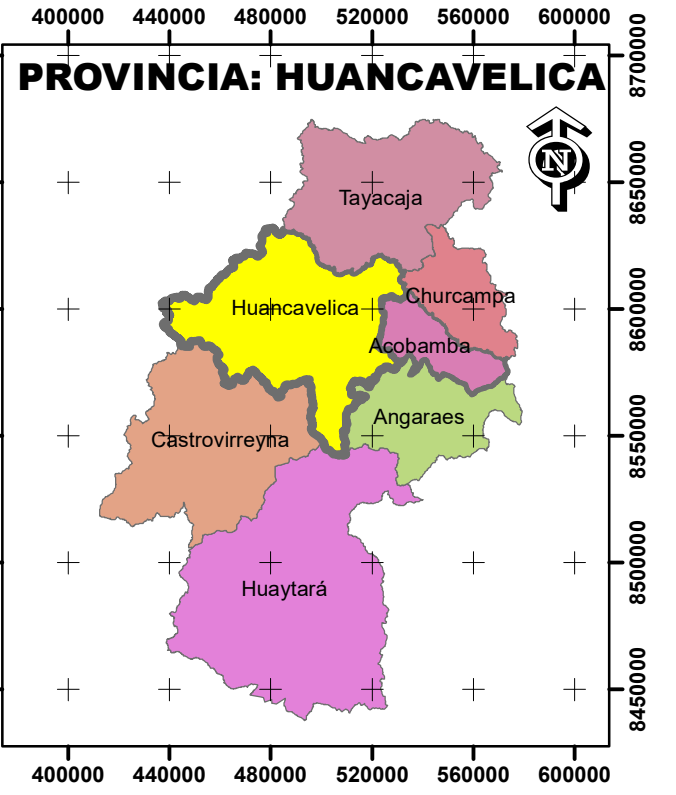 400000 440000 480000 520000 560000 600000
PROVINCIA: HUANCAVELICA
N
8700000
Tayacaja
8650000
Huancavelica
Churcampa
8600000
Acobamba
Angaraes
Castrovirreyna
8550000
Huaytará
8500000
8450000
400000 440000 480000 520000 560000 600000